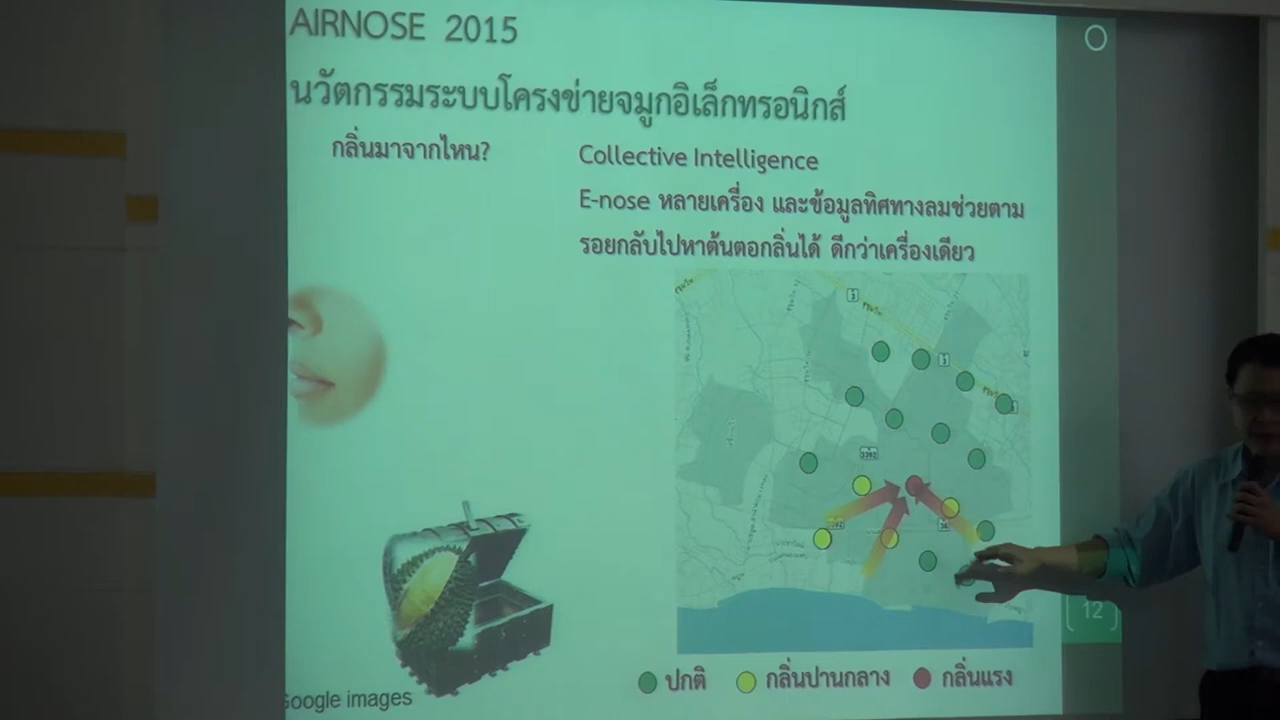 AIRNOSE 2015
นวัตกรรมระบบโครงข่ายจมูกอิเล็กทรอนิกส์
กลิ่นมาจากไหน?
Collective Intelligence
E-nose หลายเครื่อง และข้อมูลทิศทางลมช่วยตาม
รอยกลับไปหาต้นตอกลิ่นได้ ดีกว่าเครื่องเดียว
3
3
3392
36
12
ปกติ
กลิ่นปานกลาง
กลิ่นแรง
Google images